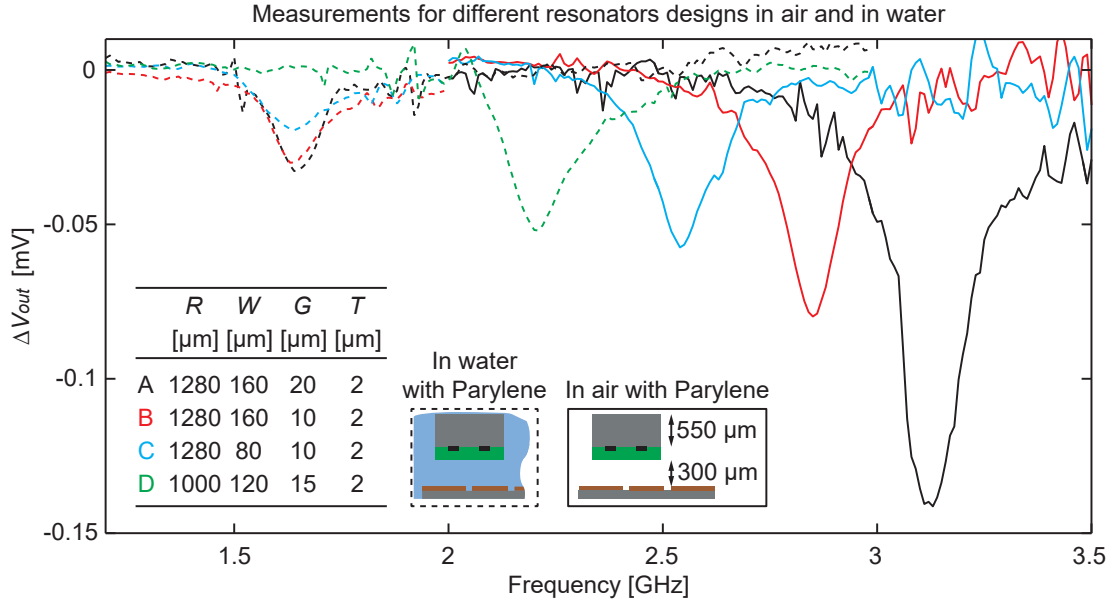 Measurements for different resonators designs in air and in water
0
-0.05
-0.1
-0.15
ΔVout [mV]
R W G T
[µm] [µm] [µm] [µm]
A 1280 160 20 2
B 1280 160 10 2
C 1280 80 10 2
D 1000 120 15 2
In water
with Parylene
In air with Parylene
550 µm
300 µm
1.5 2 2.5 3 3.5
Frequency [GHz]